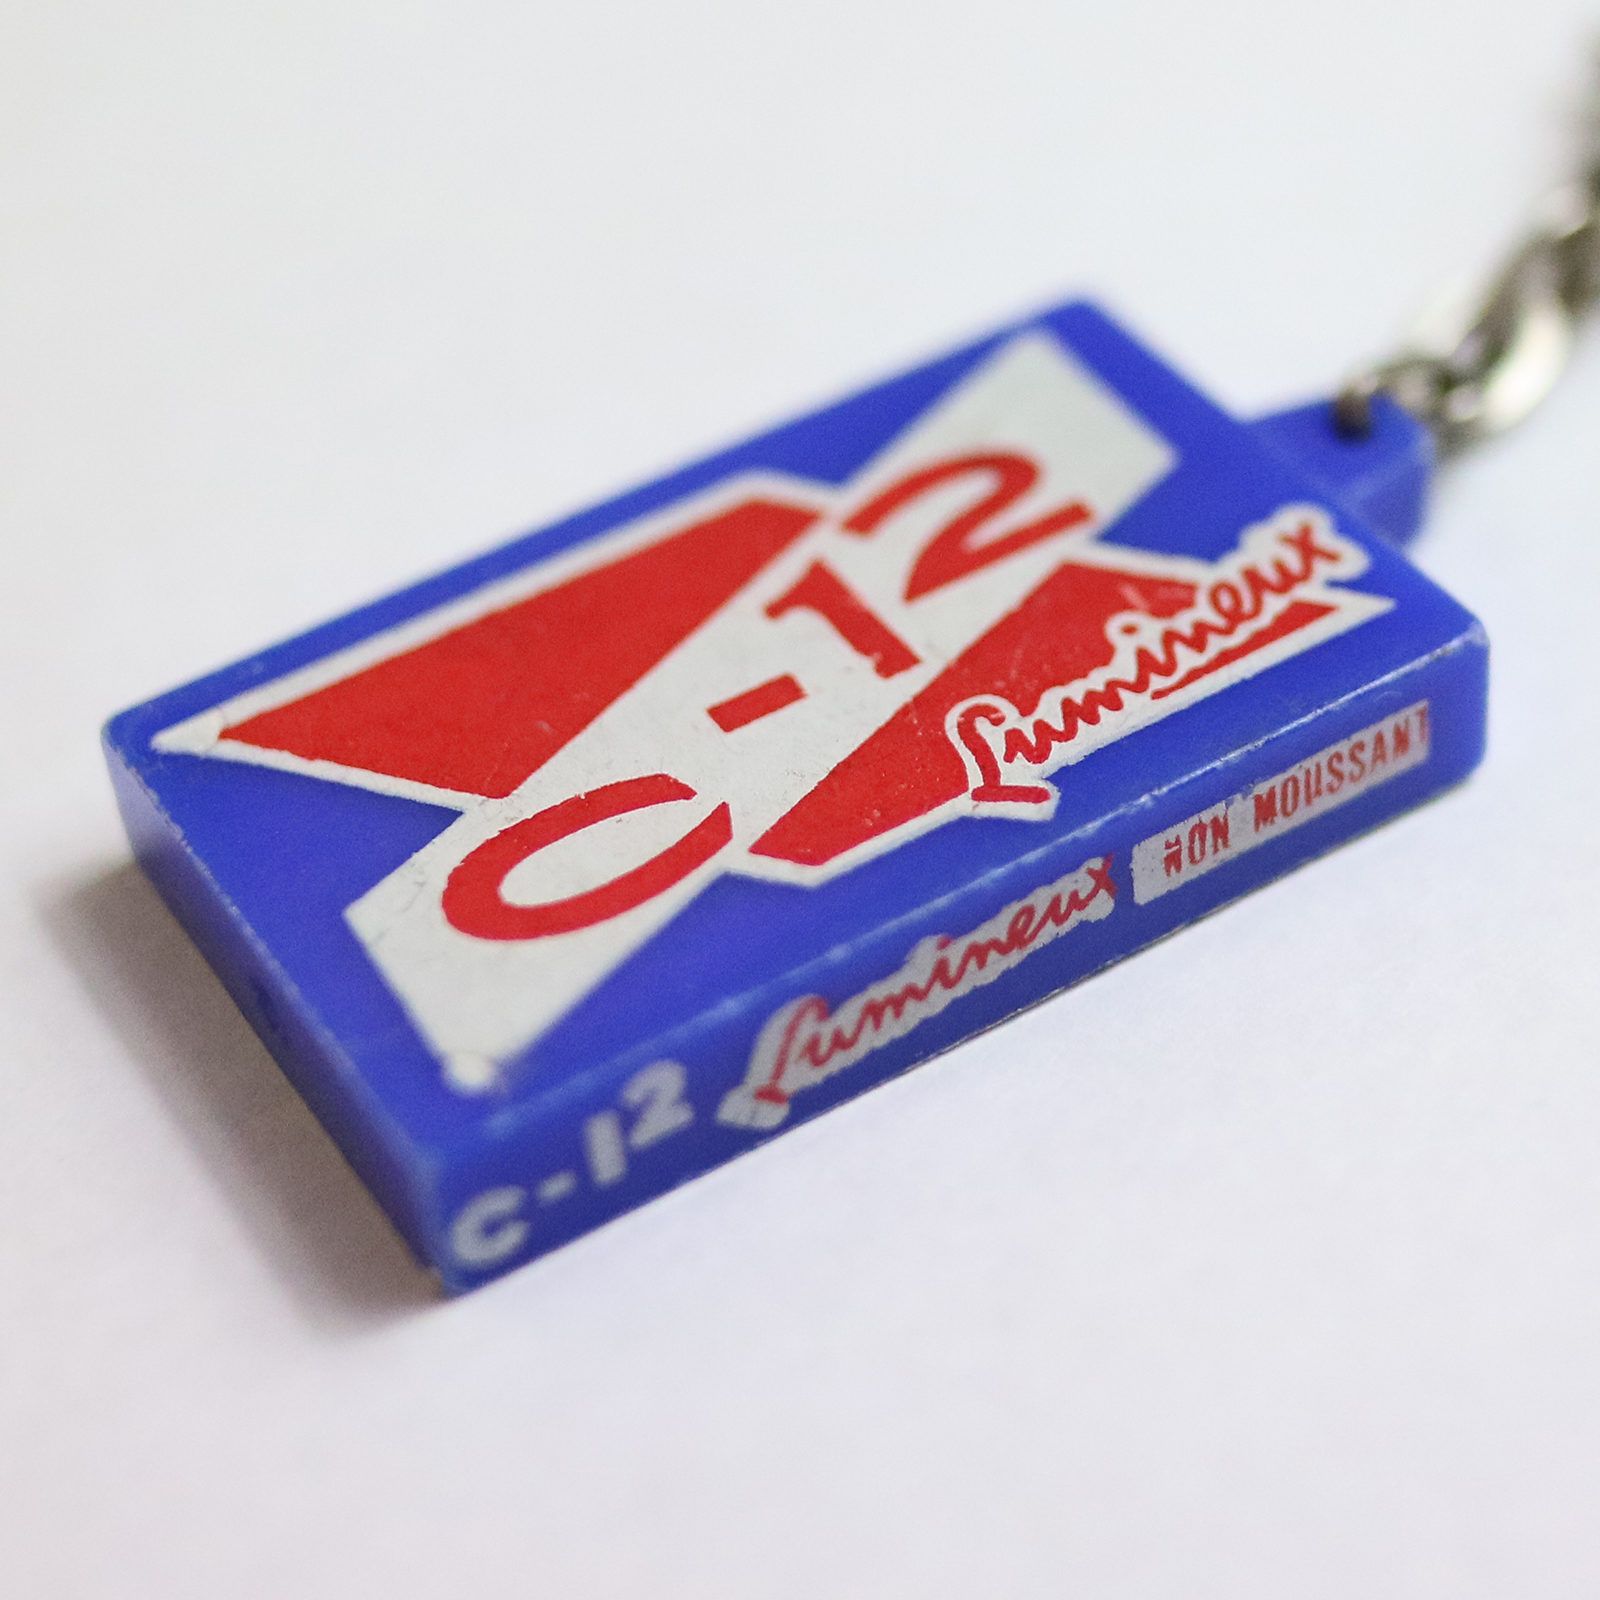 C-12
Lumineux
C-12 Lumineux NON MOUSSANT